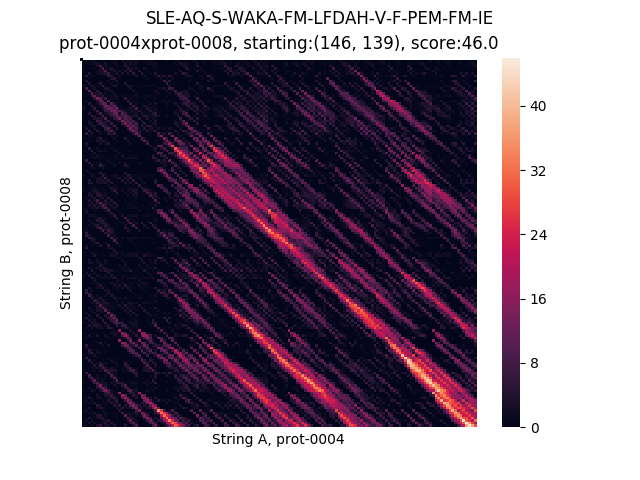 SLE-AQ-S-WAKA-FM-LFDAH-V-F-PEM-FM-IE
prot-0004xprot-0008, starting:(146, 139), score:46.0
40
32
24
16
8
0
String B, prot-0008
String A, prot-0004